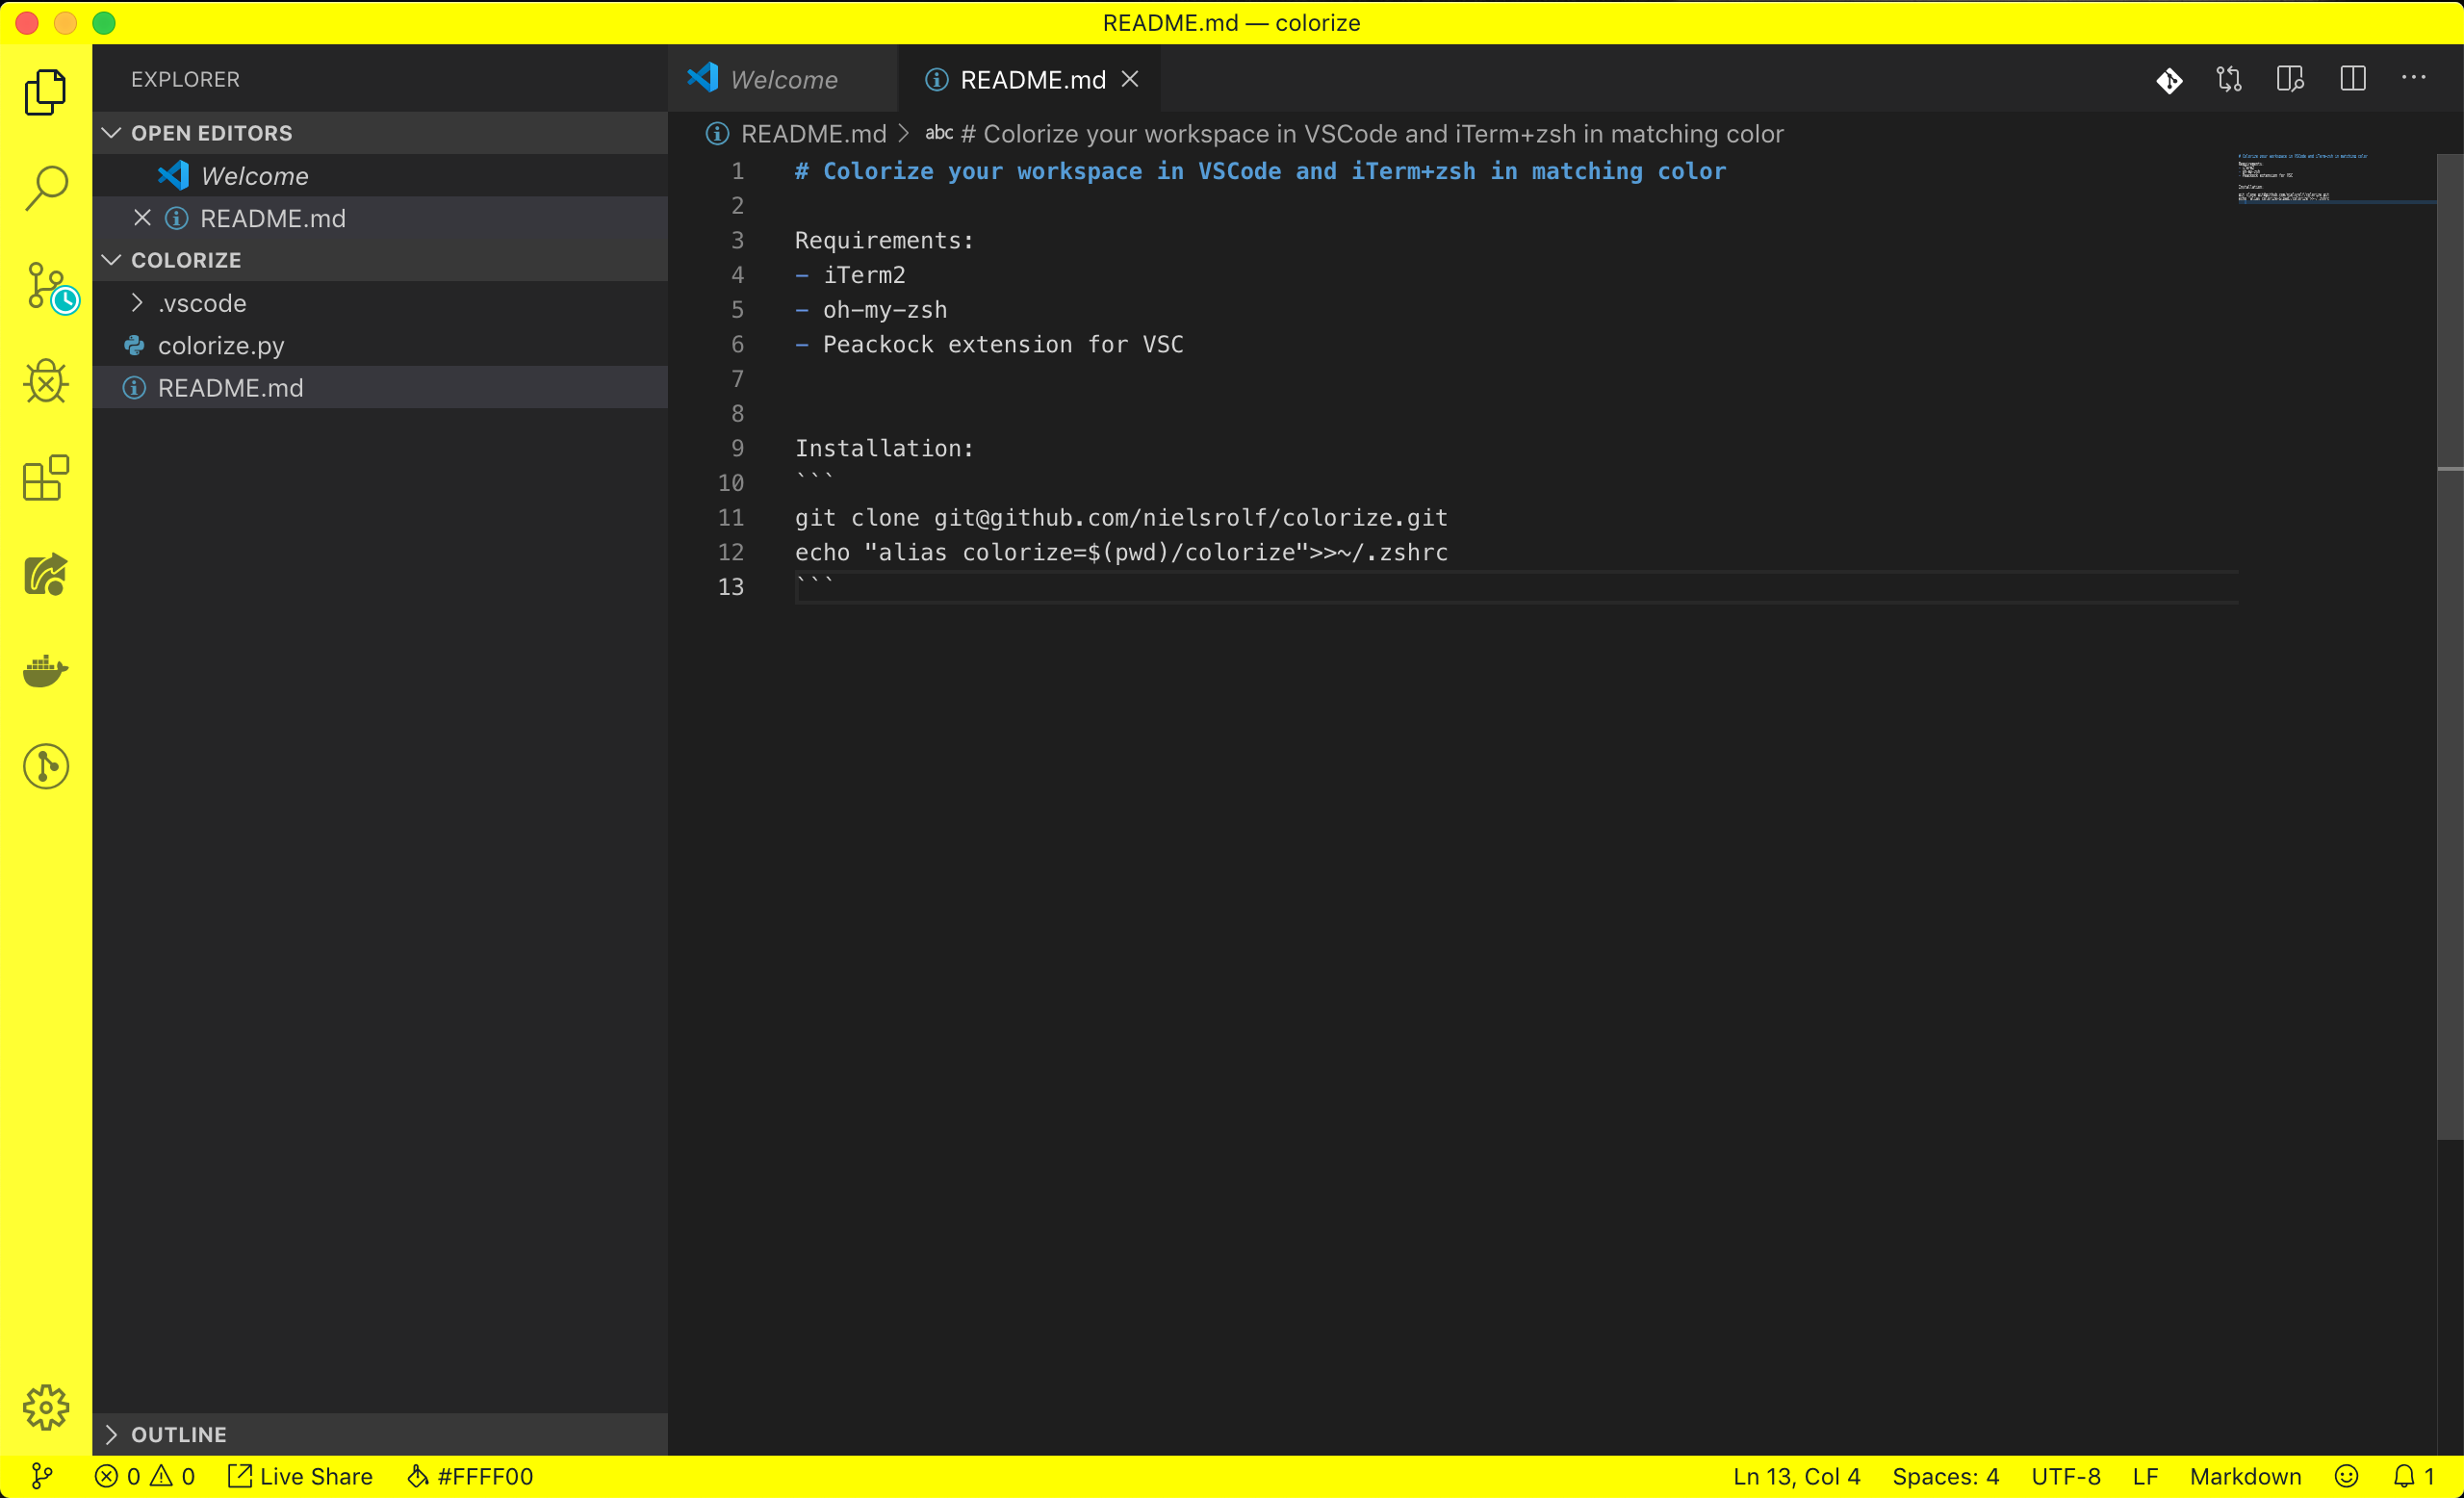 README.md — colorize
EXPLORER
OPEN EDITORS
Welcome
README.md
COLORIZE
.vscode
colorize.py
README.md
OUTLINE
Welcome
README.md
README.md > abc # Colorize your workspace in VSCode and iTerm+zsh in matching color
1 # Colorize your workspace in VSCode and iTerm+zsh in matching color
2
3 Requirements:
4 - iTerm2
5 - oh-my-zsh
6 - Peackock extension for VSC
7
8
9 Installation:
10 ```
11 git clone git@github.com/nielsrolf/colorize.git
12 echo "alias colorize=$(pwd)/colorize">>~/.zshrc
13 ```
0 0 Live Share #FFFF00 Ln 13, Col 4 Spaces: 4 UTF-8 LF Markdown 1